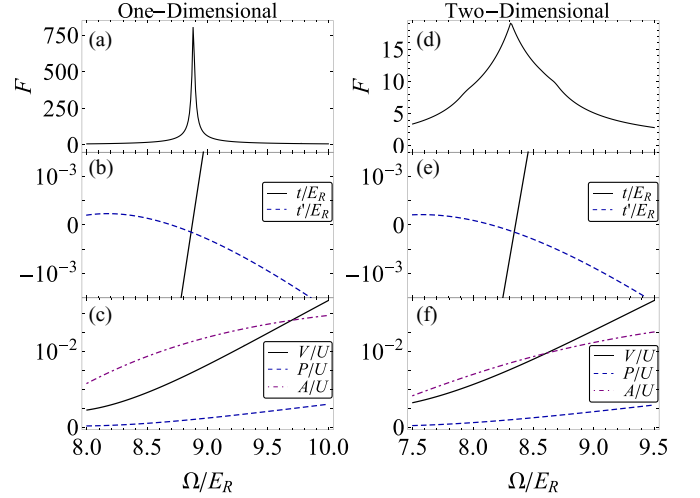 One−Dimensional
Two−Dimensional
(a)
F
750
500
250
0
(d)
F
15
10
5
0
(b)
10⁻³
0
−10⁻³
t/E_R
t'/E_R
(e)
10⁻³
0
−10⁻³
t/E_R
t'/E_R
(c)
10⁻²
0
V/U
P/U
A/U
(f)
10⁻²
0
V/U
P/U
A/U
8.0 8.5 9.0 9.5 10.0
Ω/E_R
7.5 8.0 8.5 9.0 9.5
Ω/E_R